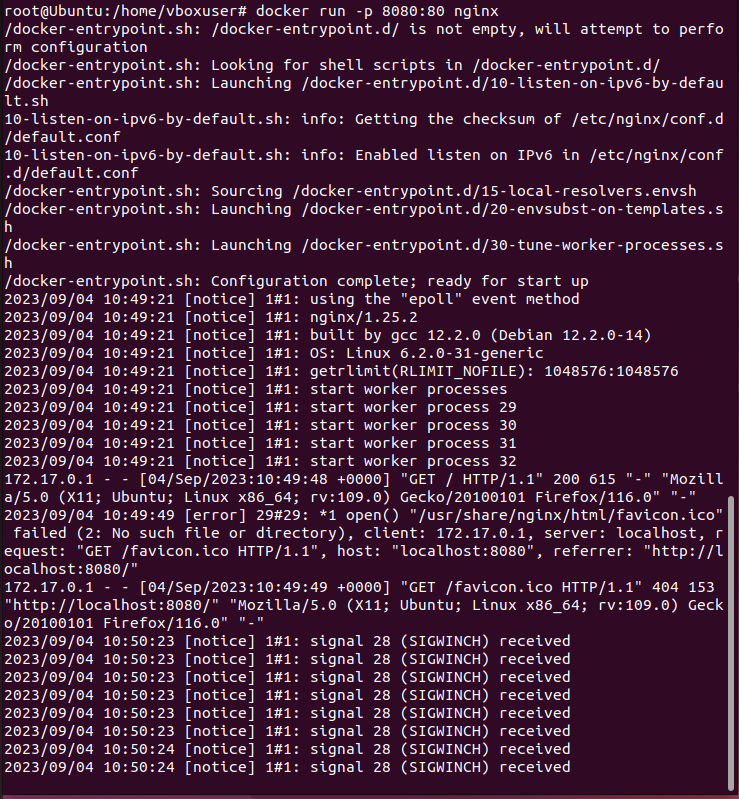 root@Ubuntu:/home/vboxuser# docker run -p 8080:80 nginx
/docker-entrypoint.sh: /docker-entrypoint.d/ is not empty, will attempt to perfo
rm configuration
/docker-entrypoint.sh: Looking for shell scripts in /docker-entrypoint.d/
/docker-entrypoint.sh: Launching /docker-entrypoint.d/10-listen-on-ipv6-by-defau
lt.sh
10-listen-on-ipv6-by-default.sh: info: Getting the checksum of /etc/nginx/conf.d
/default.conf
10-listen-on-ipv6-by-default.sh: info: Enabled listen on IPv6 in /etc/nginx/conf
.d/default.conf
/docker-entrypoint.sh: Sourcing /docker-entrypoint.d/15-local-resolvers.envsh
/docker-entrypoint.sh: Launching /docker-entrypoint.d/20-envsubst-on-templates.s
h
/docker-entrypoint.sh: Launching /docker-entrypoint.d/30-tune-worker-processes.s
h
/docker-entrypoint.sh: Configuration complete; ready for start up
2023/09/04 10:49:21 [notice] 1#1: using the "epoll" event method
2023/09/04 10:49:21 [notice] 1#1: nginx/1.25.2
2023/09/04 10:49:21 [notice] 1#1: built by gcc 12.2.0 (Debian 12.2.0-14)
2023/09/04 10:49:21 [notice] 1#1: OS: Linux 6.2.0-31-generic
2023/09/04 10:49:21 [notice] 1#1: getrlimit(RLIMIT_NOFILE): 1048576:1048576
2023/09/04 10:49:21 [notice] 1#1: start worker processes
2023/09/04 10:49:21 [notice] 1#1: start worker process 29
2023/09/04 10:49:21 [notice] 1#1: start worker process 30
2023/09/04 10:49:21 [notice] 1#1: start worker process 31
2023/09/04 10:49:21 [notice] 1#1: start worker process 32
172.17.0.1 - - [04/Sep/2023:10:49:48 +0000] "GET / HTTP/1.1" 200 615 "-" "Mozill
a/5.0 (X11; Ubuntu; Linux x86_64; rv:109.0) Gecko/20100101 Firefox/116.0" "-"
2023/09/04 10:49:49 [error] 29#29: *1 open() "/usr/share/nginx/html/favicon.ico"
 failed (2: No such file or directory), client: 172.17.0.1, server: localhost, r
equest: "GET /favicon.ico HTTP/1.1", host: "localhost:8080", referrer: "http://l
ocalhost:8080/"
172.17.0.1 - - [04/Sep/2023:10:49:49 +0000] "GET /favicon.ico HTTP/1.1" 404 153
"http://localhost:8080/" "Mozilla/5.0 (X11; Ubuntu; Linux x86_64; rv:109.0) Geck
o/20100101 Firefox/116.0" "-"
2023/09/04 10:50:23 [notice] 1#1: signal 28 (SIGWINCH) received
2023/09/04 10:50:23 [notice] 1#1: signal 28 (SIGWINCH) received
2023/09/04 10:50:23 [notice] 1#1: signal 28 (SIGWINCH) received
2023/09/04 10:50:23 [notice] 1#1: signal 28 (SIGWINCH) received
2023/09/04 10:50:23 [notice] 1#1: signal 28 (SIGWINCH) received
2023/09/04 10:50:23 [notice] 1#1: signal 28 (SIGWINCH) received
2023/09/04 10:50:24 [notice] 1#1: signal 28 (SIGWINCH) received
2023/09/04 10:50:24 [notice] 1#1: signal 28 (SIGWINCH) received